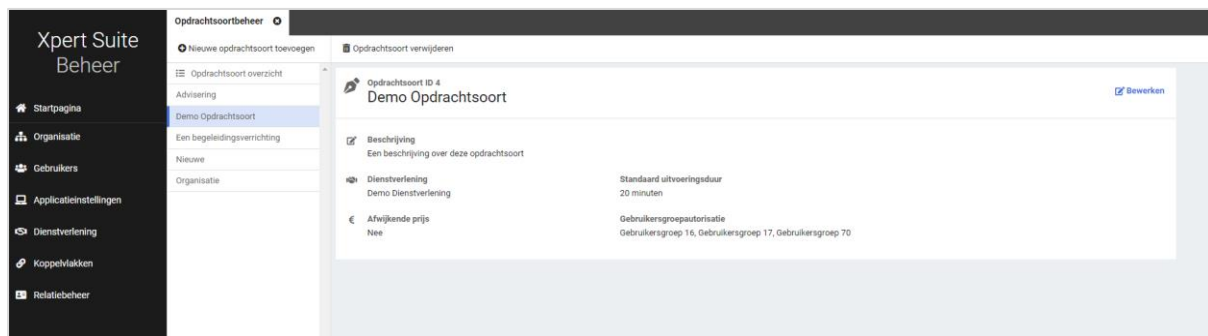 Xpert Suite
Beheer
Startpagina
Organisatie
Gebruikers
Applicatieinstellingen
Dienstverlening
Koppelvlakken
Relatiebeheer
Opdrachtsoortbeheer
Nieuwe opdrachtsoort toevoegen
Opdrachtsoort verwijderen
Opdrachtsoort overzicht
Advisering
Demo Opdrachtsoort
Een begeleidingsverrichting
Nieuwe
Organisatie
Opdrachtsoort ID 4
Demo Opdrachtsoort
Bewerken
Beschrijving
Een beschrijving over deze opdrachtsoort
Dienstverlening
Demo Dienstverlening
Standaard uitvoeringsduur
20 minuten
€ Afwijkende prijs
Nee
Gebruikersgroepautorisatie
Gebruikersgroep 16, Gebruikersgroep 17, Gebruikersgroep 70